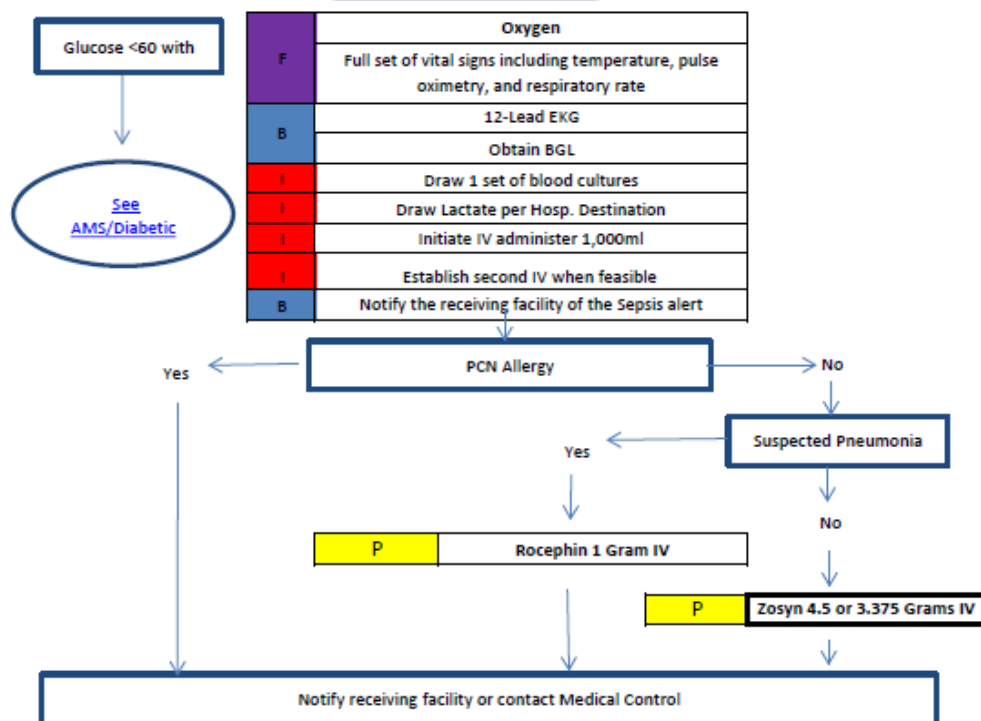 Glucose <60 with
See
AMS/Diabetic
F
Oxygen
Full set of vital signs including temperature, pulse
oximetry, and respiratory rate
B
12-Lead EKG
Obtain BGL
I
Draw 1 set of blood cultures
I
Draw Lactate per Hosp. Destination
I
Initiate IV administer 1,000ml
I
Establish second IV when feasible
B
Notify the receiving facility of the Sepsis alert
PCN Allergy
Yes
No
Suspected Pneumonia
Yes
No
P
Rocephin 1 Gram IV
P
Zosyn 4.5 or 3.375 Grams IV
Notify receiving facility or contact Medical Control